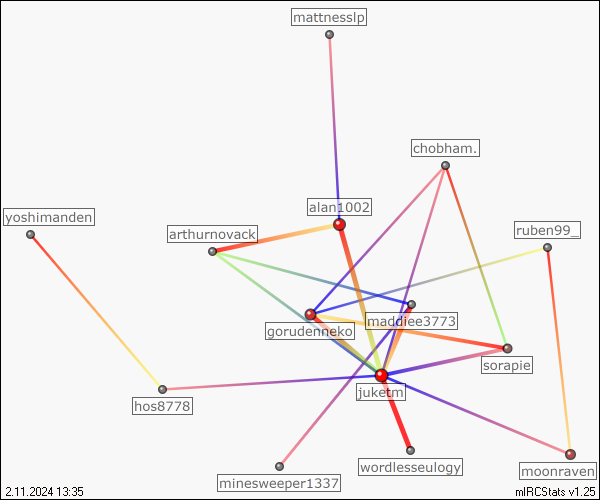 mattnesslp
chobham.
alan1002
yoshimanden
arthurnovack
ruben99_
gorudenneko
maddiee3773
sorapie
juketm
hos8778
wordlesseulogy
moonraven
minesweeper1337
2.11.2024 13:35
mIRCStats v1.25